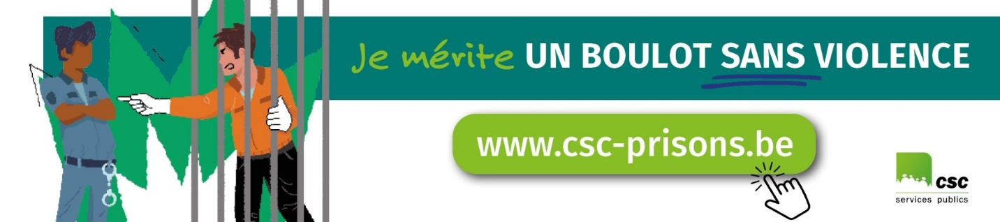 Je mérite UN BOULOT SANS VIOLENCE
www.csc-prisons.be
csc
services publics